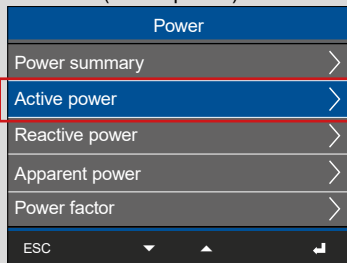 Power
Power summary
Active power
Reactive power
Apparent power
Power factor
ESC